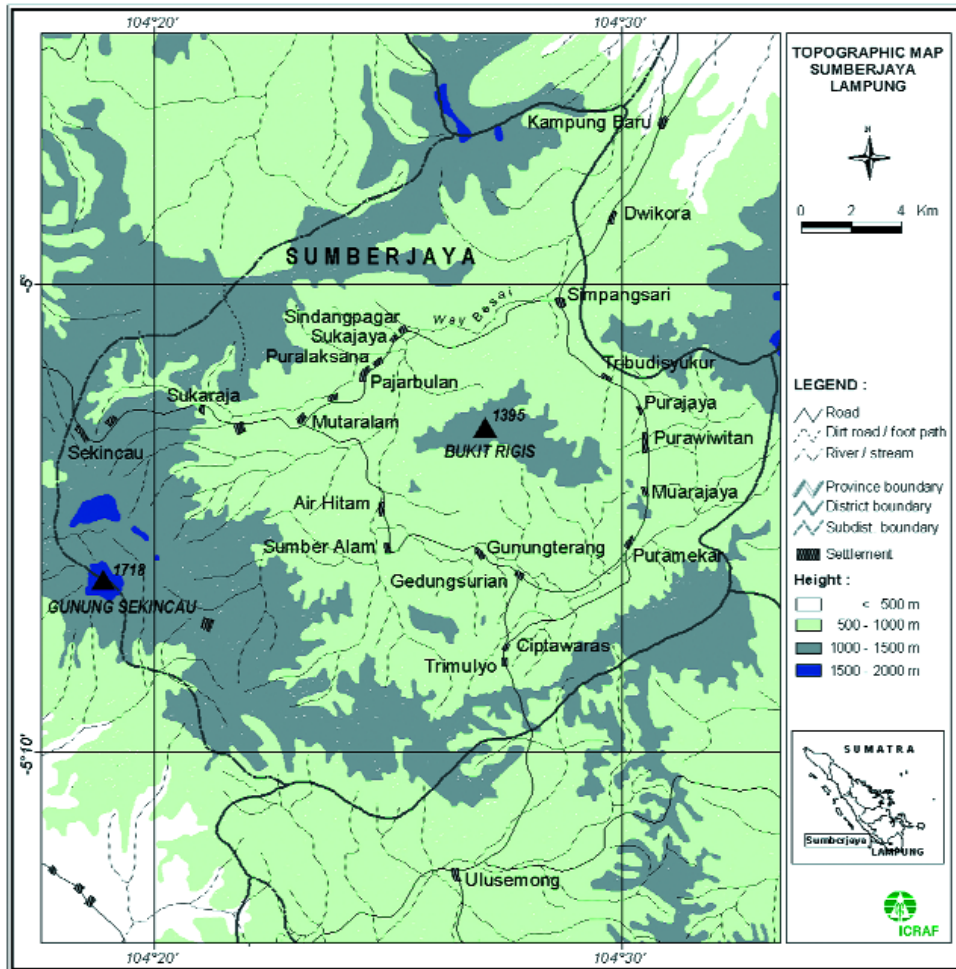 104°20'
104°30'
TOPOGRAPHIC MAP
SUMBERJAYA
LAMPUNG
N
0 2 4 Km
Kampung Baru
Dwikora
SUMBERJAYA
-5°
Simpangsari
Way Besai
Sindangpagar
Sukajaya
Puralaksana
Tribudisyukur
Pajarbulan
Sukaraja
Purajaya
1395
Mutaralam
Purawiwitan
Sekincau
BUKIT RIGIS
Muarajaya
Air Hitam
Sumber Alam
Gunungterang
Puramekar
Gedungsurian
1718
GUNUNG SEKINCAU
Ciptawaras
Trimulyo
-5°10'
Ulusemong
LEGEND :
Road
Dirt road / foot path
River / stream
Province boundary
District boundary
Subdist. boundary
Settlement
Height :
< 500 m
500 - 1000 m
1000 - 1500 m
1500 - 2000 m
SUMATRA
Sumberjaya
LAMPUNG
ICRAF
104°20'
104°30'